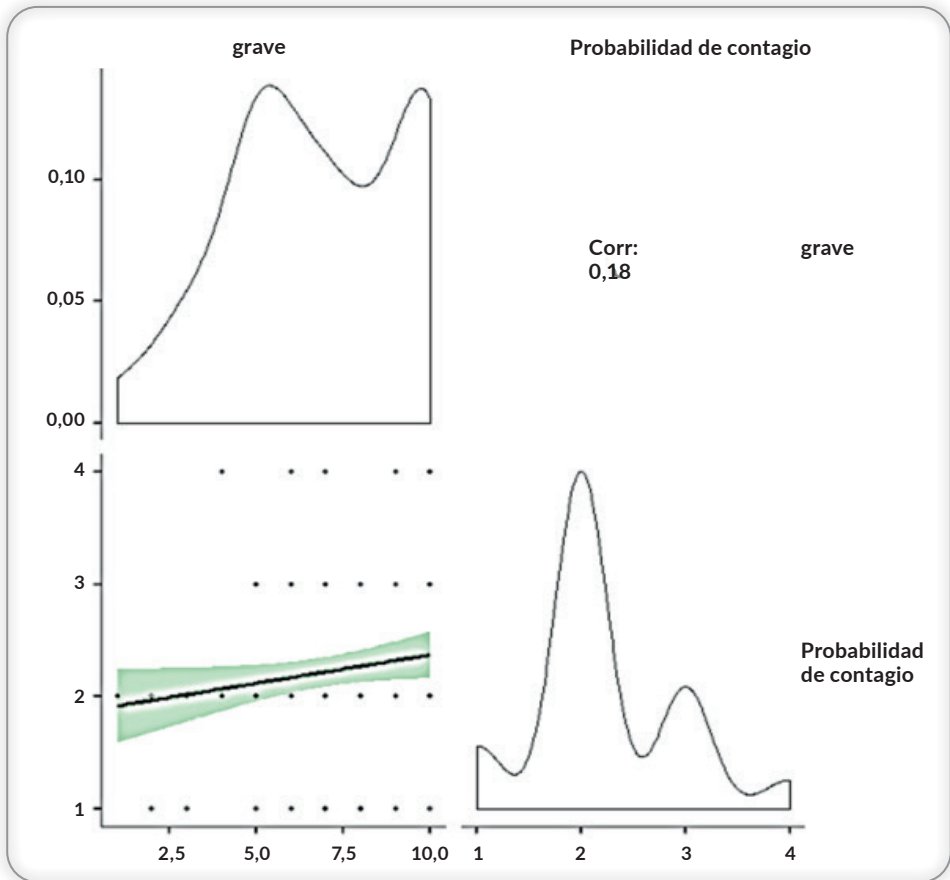 grave
Probabilidad de contagio
0,10
0,05
0,00
Corr:
0,18
grave
4
3
2
1
Probabilidad
de contagio
2,5 5,0 7,5 10,0
1 2 3 4